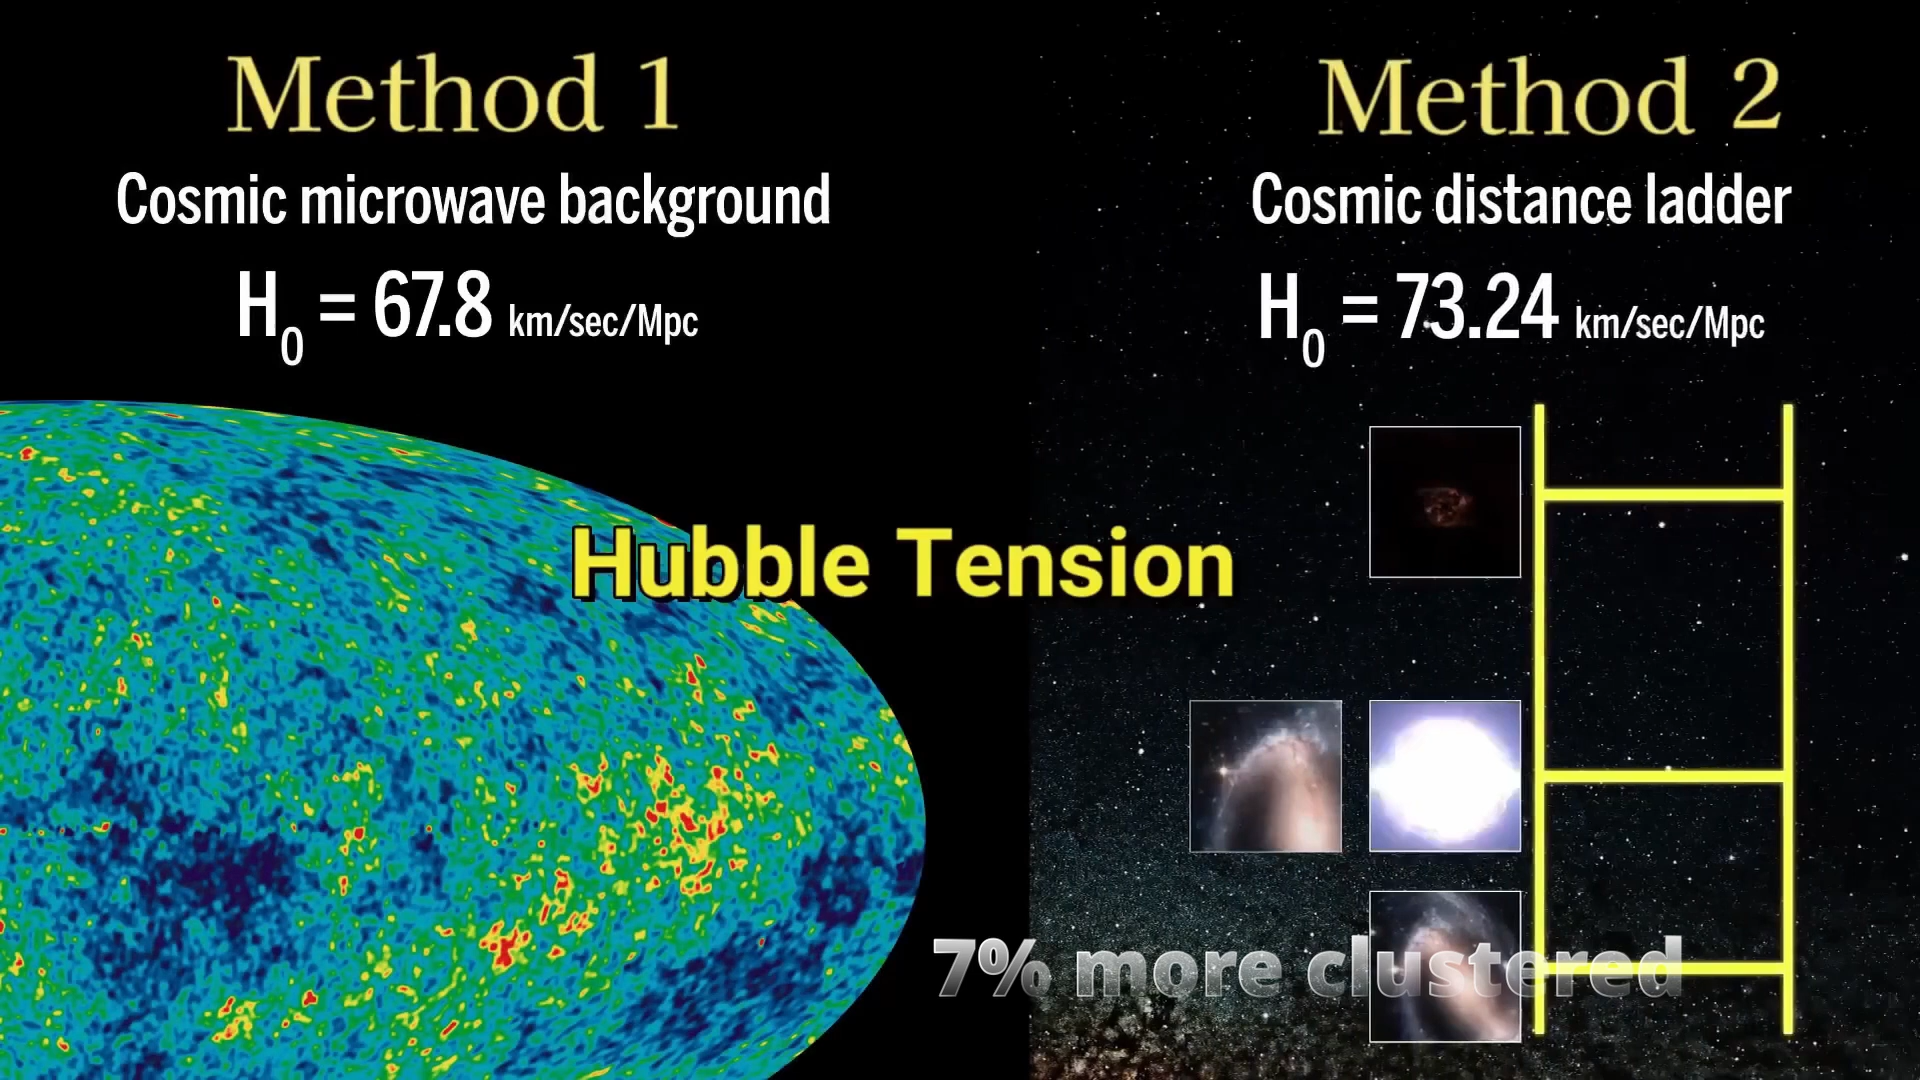 Method 1
Cosmic microwave background
H0 = 67.8 km/sec/Mpc
Method 2
Cosmic distance ladder
H0 = 73.24 km/sec/Mpc
Hubble Tension
7% more clustered